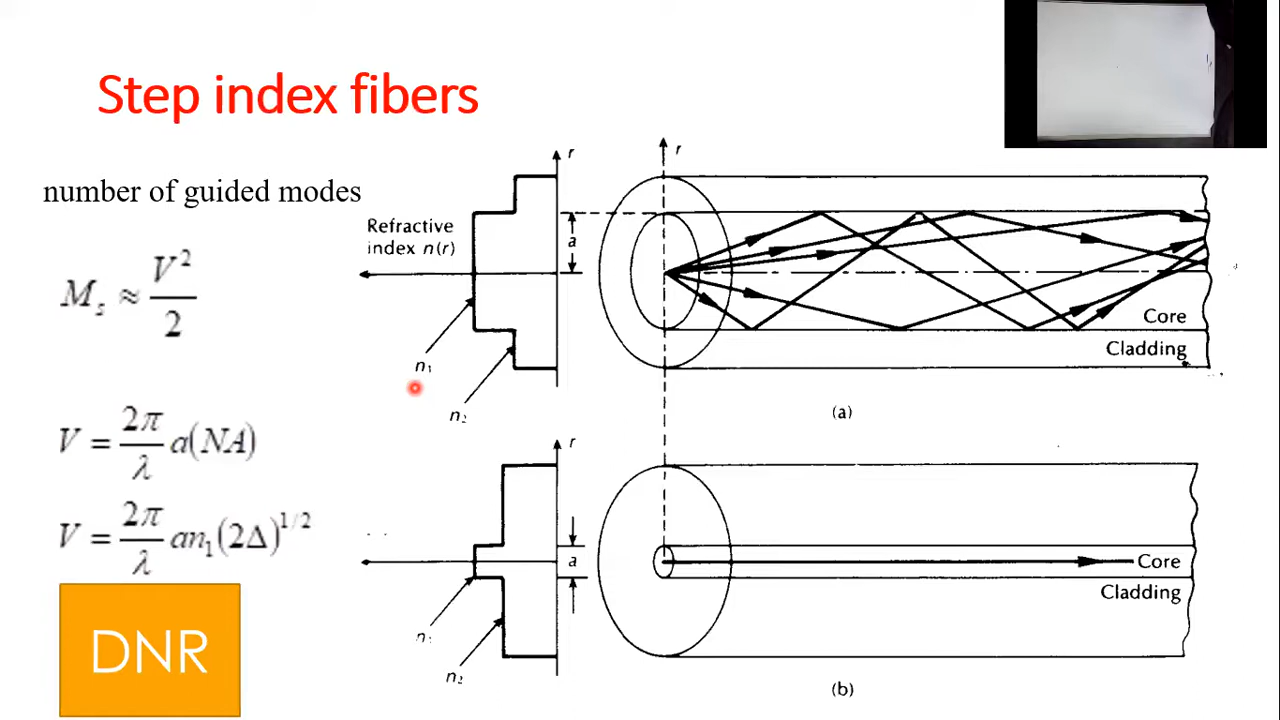 Step index fibers
number of guided modes
M_s ≈ V²/2
V = 2π/λ a(NA)
V = 2π/λ an₁(2Δ)^1/2
DNR
r
Refractive
index n(r)
a
n₁
n₂
r
Core
Cladding
(a)
r
a
n₁
n₂
Core
Cladding
(b)